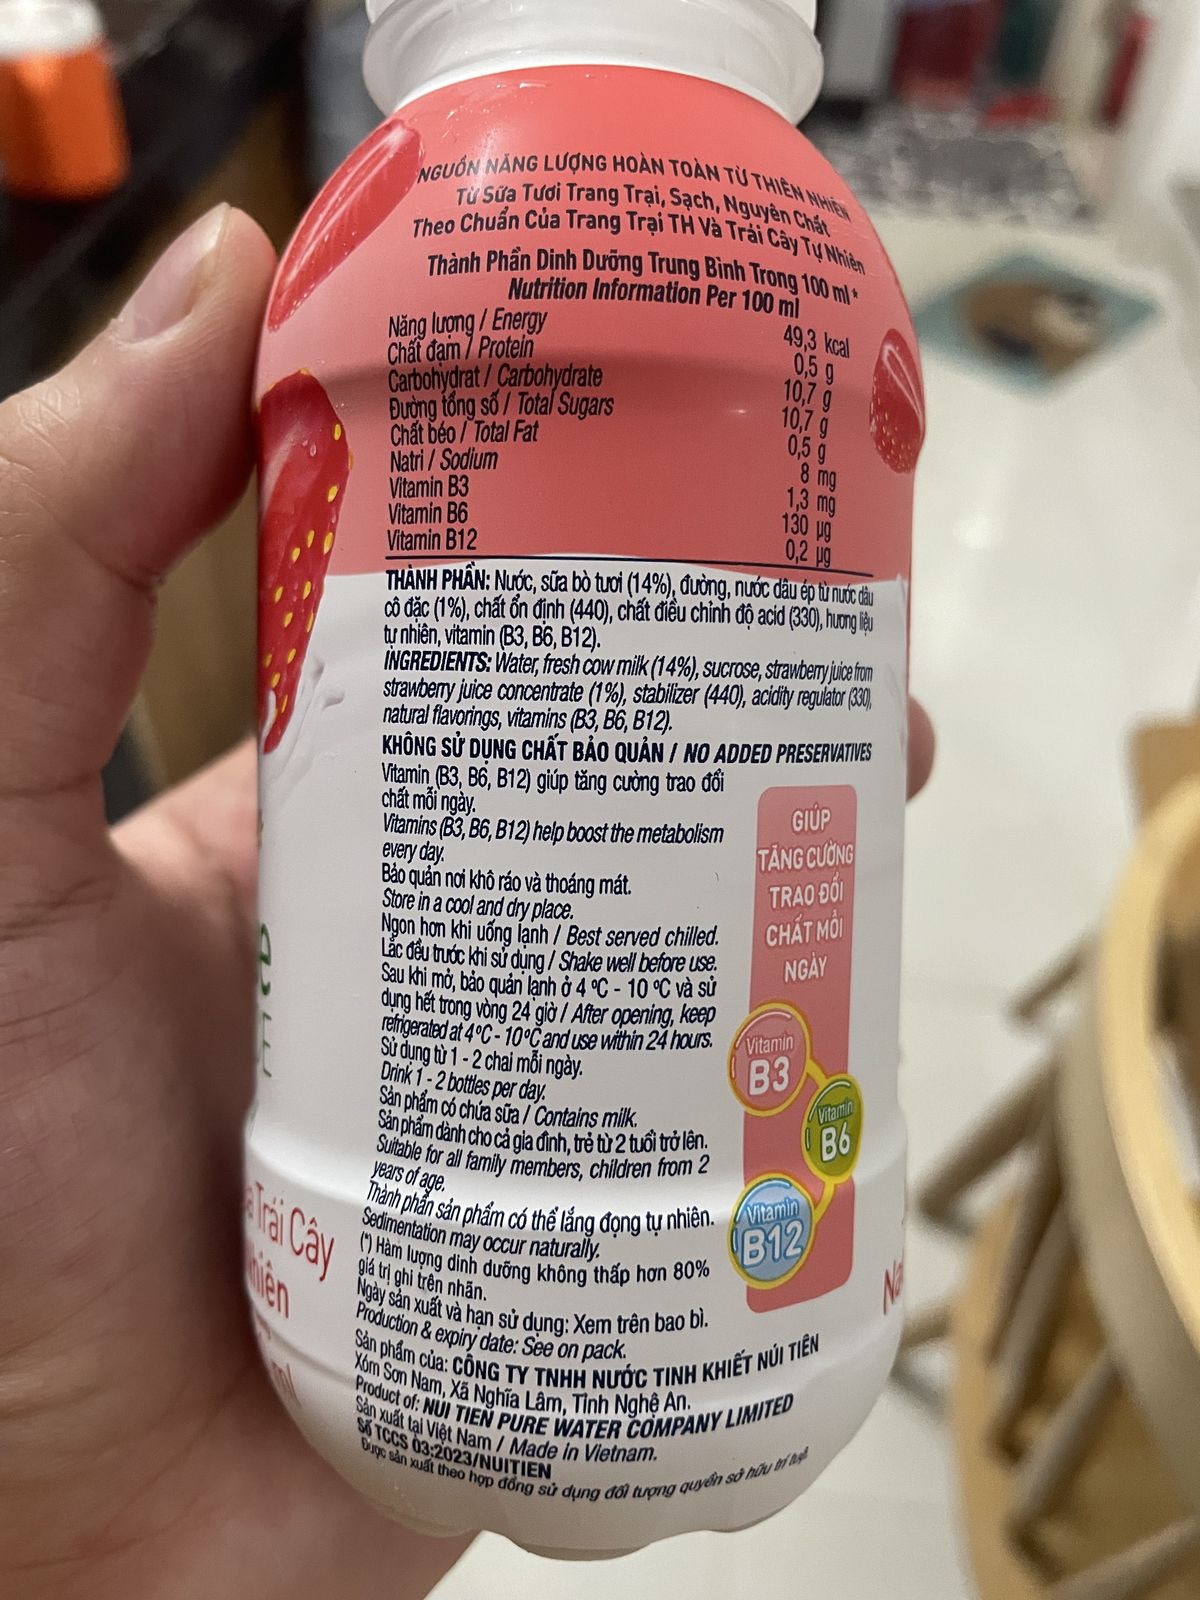 NGUỒN NĂNG LƯỢNG HOÀN TOÀN TỪ THIÊN NHIÊN
Từ Sữa Tươi Trang Trại, Sạch, Nguyên Chất
Theo Chuẩn Của Trang Trại TH Và Trái Cây Tự Nhiên
Thành Phần Dinh Dưỡng Trung Bình Trong 100 ml*
Nutrition Information Per 100 ml
Năng lượng / Energy 49,3 kcal
Chất đạm / Protein 0,5 g
Carbohydrat / Carbohydrate 10,7 g
Đường tổng số / Total Sugars 10,7 g
Chất béo / Total Fat 0,5 g
Natri / Sodium 8 mg
Vitamin B3 1,3 mg
Vitamin B6 130 µg
Vitamin B12 0,2 µg
THÀNH PHẦN: Nước, sữa bò tươi (14%), đường, nước dâu ép từ nước dâu
cô đặc (1%), chất ổn định (440), chất điều chỉnh độ acid (330), hương liệu
tự nhiên, vitamin (B3, B6, B12).
INGREDIENTS: Water, fresh cow milk (14%), sucrose, strawberry juice from
strawberry juice concentrate (1%), stabilizer (440), acidity regulator (330),
natural flavorings, vitamins (B3, B6, B12).
KHÔNG SỬ DỤNG CHẤT BẢO QUẢN / NO ADDED PRESERVATIVES
Vitamin (B3, B6, B12) giúp tăng cường trao đổi
chất mỗi ngày.
Vitamins (B3, B6, B12) help boost the metabolism
every day.
Bảo quản nơi khô ráo và thoáng mát.
Store in a cool and dry place.
Ngon hơn khi uống lạnh / Best served chilled.
Lắc đều trước khi sử dụng / Shake well before use.
Sau khi mở, bảo quản lạnh ở 4 °C - 10 °C và sử
dụng hết trong vòng 24 giờ / After opening, keep
refrigerated at 4°C - 10°C and use within 24 hours.
Sử dụng từ 1 - 2 chai mỗi ngày.
Drink 1 - 2 bottles per day.
Sản phẩm có chứa sữa / Contains milk.
Sản phẩm dành cho cả gia đình, trẻ từ 2 tuổi trở lên.
Suitable for all family members, children from 2
years of age.
Thành phần sản phẩm có thể lắng đọng tự nhiên.
Sedimentation may occur naturally.
(*) Hàm lượng dinh dưỡng không thấp hơn 80%
giá trị ghi trên nhãn.
Ngày sản xuất và hạn sử dụng: Xem trên bao bì.
Production & expiry date: See on pack.
Sản phẩm của: CÔNG TY TNHH NƯỚC TINH KHIẾT NÚI TIÊN
Xóm Sơn Nam, Xã Nghĩa Lâm, Tỉnh Nghệ An.
Product of: NUI TIEN PURE WATER COMPANY LIMITED
Sản xuất tại Việt Nam / Made in Vietnam.
Số TCCS 03:2023/NUITIEN
Được sản xuất theo hợp đồng sử dụng đối tượng quyền sở hữu trí tuệ
GIÚP
TĂNG CƯỜNG
TRAO ĐỔI
CHẤT MỖI
NGÀY
Vitamin
B3
Vitamin
B6
Vitamin
B12
Trái Cây
ml